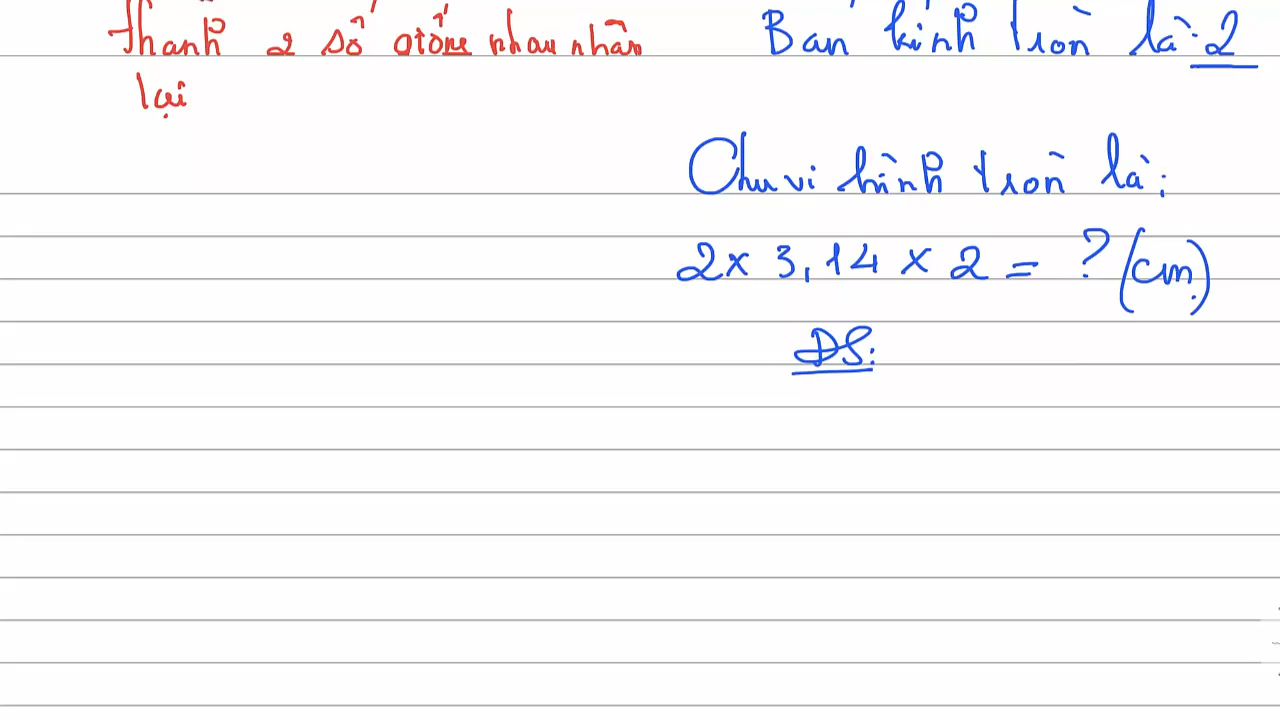 thành 2 số giống nhau nhân
lại
Bán kính tròn là: 2
Chu vi hình tròn là:
2 x 3,14 x 2 = ? (cm)
ĐS: